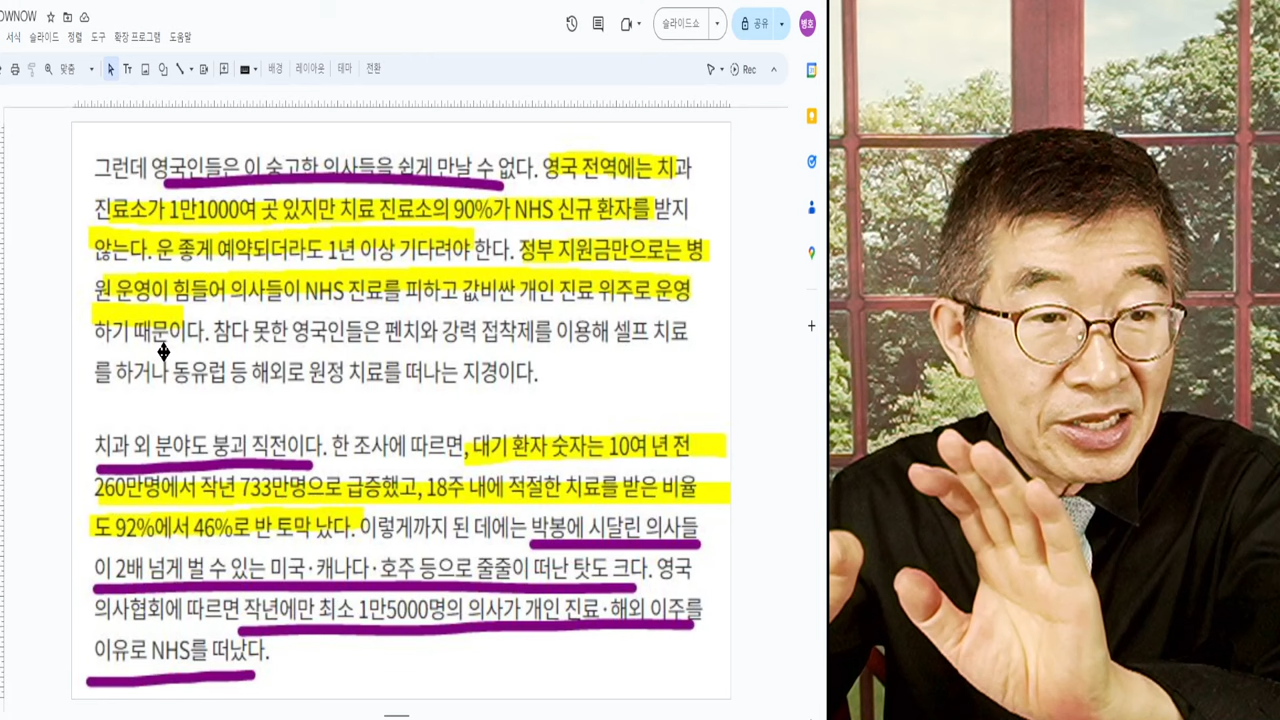 OWNOW
서식 슬라이드 정렬 도구 확장 프로그램 도움말
슬라이드쇼
공유
병호
맞춤
Tт
배경
레이아웃
테마
전환
Rec
그런데 영국인들은 이 숭고한 의사들을 쉽게 만날 수 없다. 영국 전역에는 치과
진료소가 1만1000여 곳 있지만 치료 진료소의 90%가 NHS 신규 환자를 받지
않는다. 운 좋게 예약되더라도 1년 이상 기다려야 한다. 정부 지원금만으로는 병
원 운영이 힘들어 의사들이 NHS 진료를 피하고 값비싼 개인 진료 위주로 운영
하기 때문이다. 참다 못한 영국인들은 펜치와 강력 접착제를 이용해 셀프 치료
를 하거나 동유럽 등 해외로 원정 치료를 떠나는 지경이다.
치과 외 분야도 붕괴 직전이다. 한 조사에 따르면, 대기 환자 숫자는 10여 년 전
260만명에서 작년 733만명으로 급증했고, 18주 내에 적절한 치료를 받은 비율
도 92%에서 46%로 반 토막 났다. 이렇게까지 된 데에는 박봉에 시달린 의사들
이 2배 넘게 벌 수 있는 미국·캐나다·호주 등으로 줄줄이 떠난 탓도 크다. 영국
의사협회에 따르면 작년에만 최소 1만5000명의 의사가 개인 진료·해외 이주를
이유로 NHS를 떠났다.